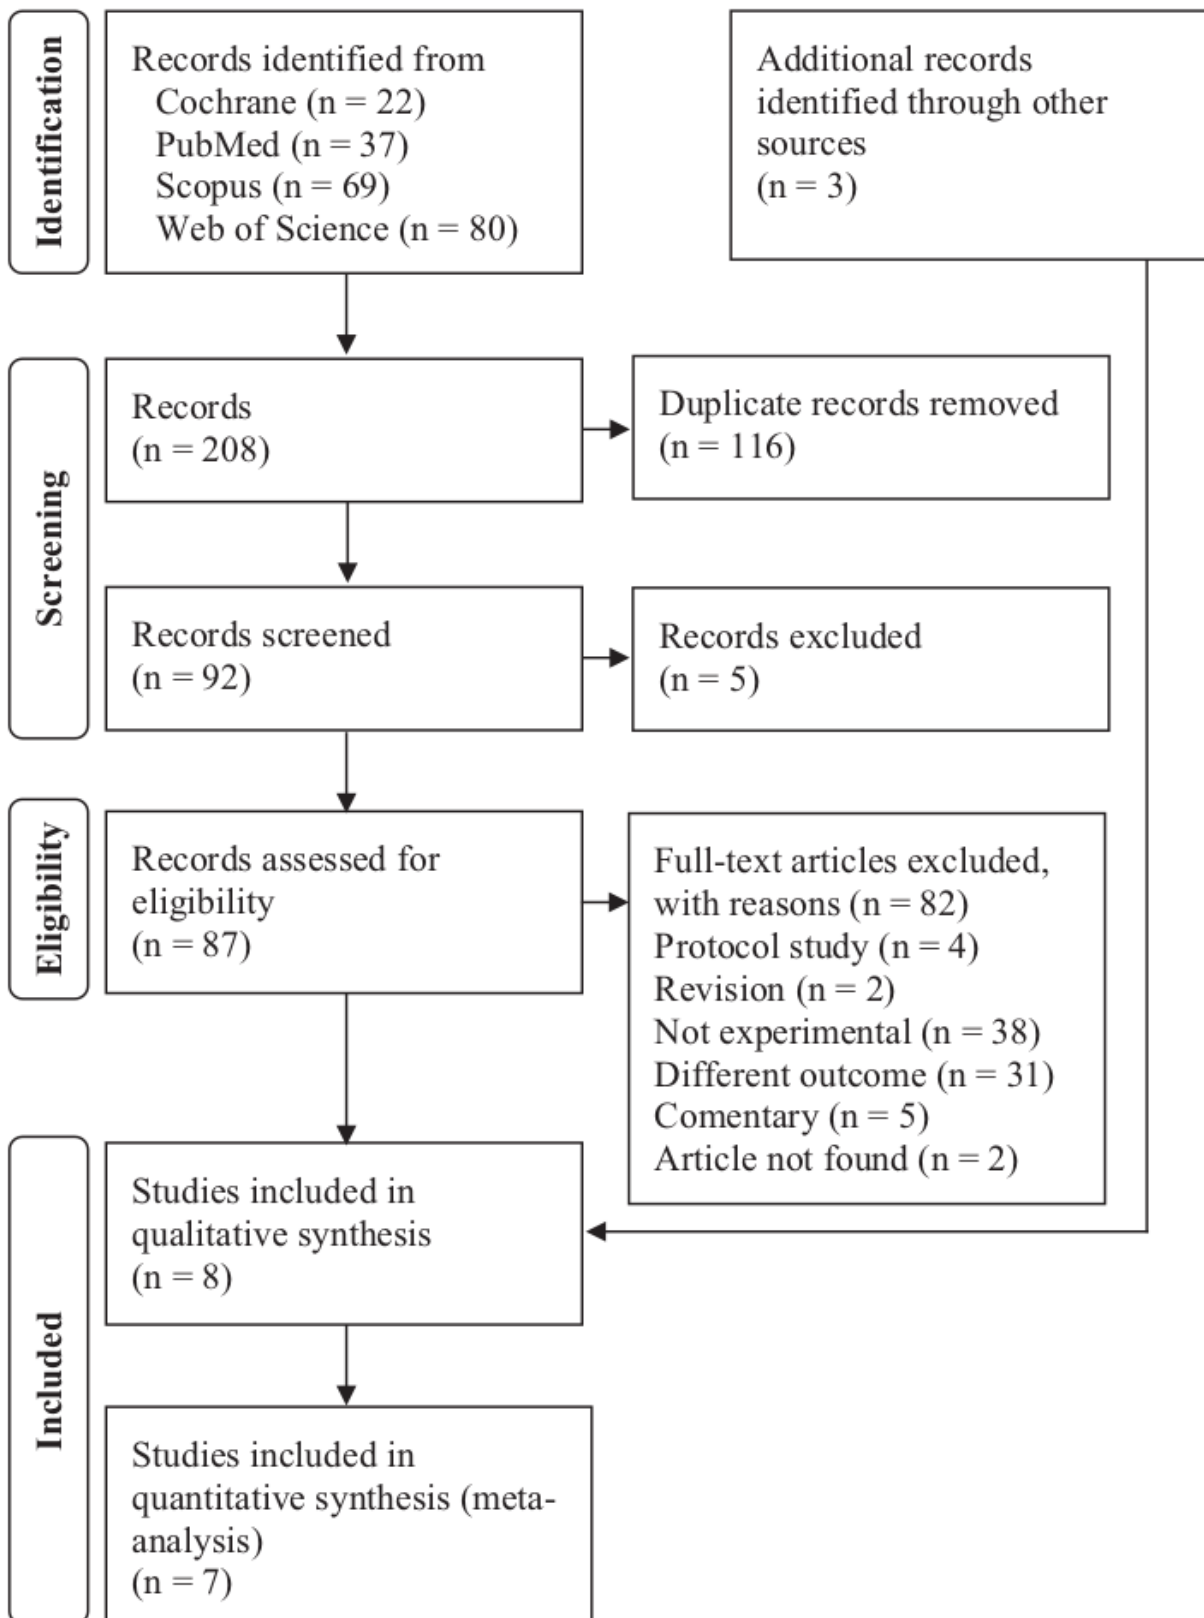 Identification
Records identified from
Cochrane (n = 22)
PubMed (n = 37)
Scopus (n = 69)
Web of Science (n = 80)
Additional records
identified through other
sources
(n = 3)
Screening
Records
(n = 208)
Duplicate records removed
(n = 116)
Records screened
(n = 92)
Records excluded
(n = 5)
Eligibility
Records assessed for
eligibility
(n = 87)
Full-text articles excluded,
with reasons (n = 82)
Protocol study (n = 4)
Revision (n = 2)
Not experimental (n = 38)
Different outcome (n = 31)
Comentary (n = 5)
Article not found (n = 2)
Included
Studies included in
qualitative synthesis
(n = 8)
Studies included in
quantitative synthesis (meta-
analysis)
(n = 7)